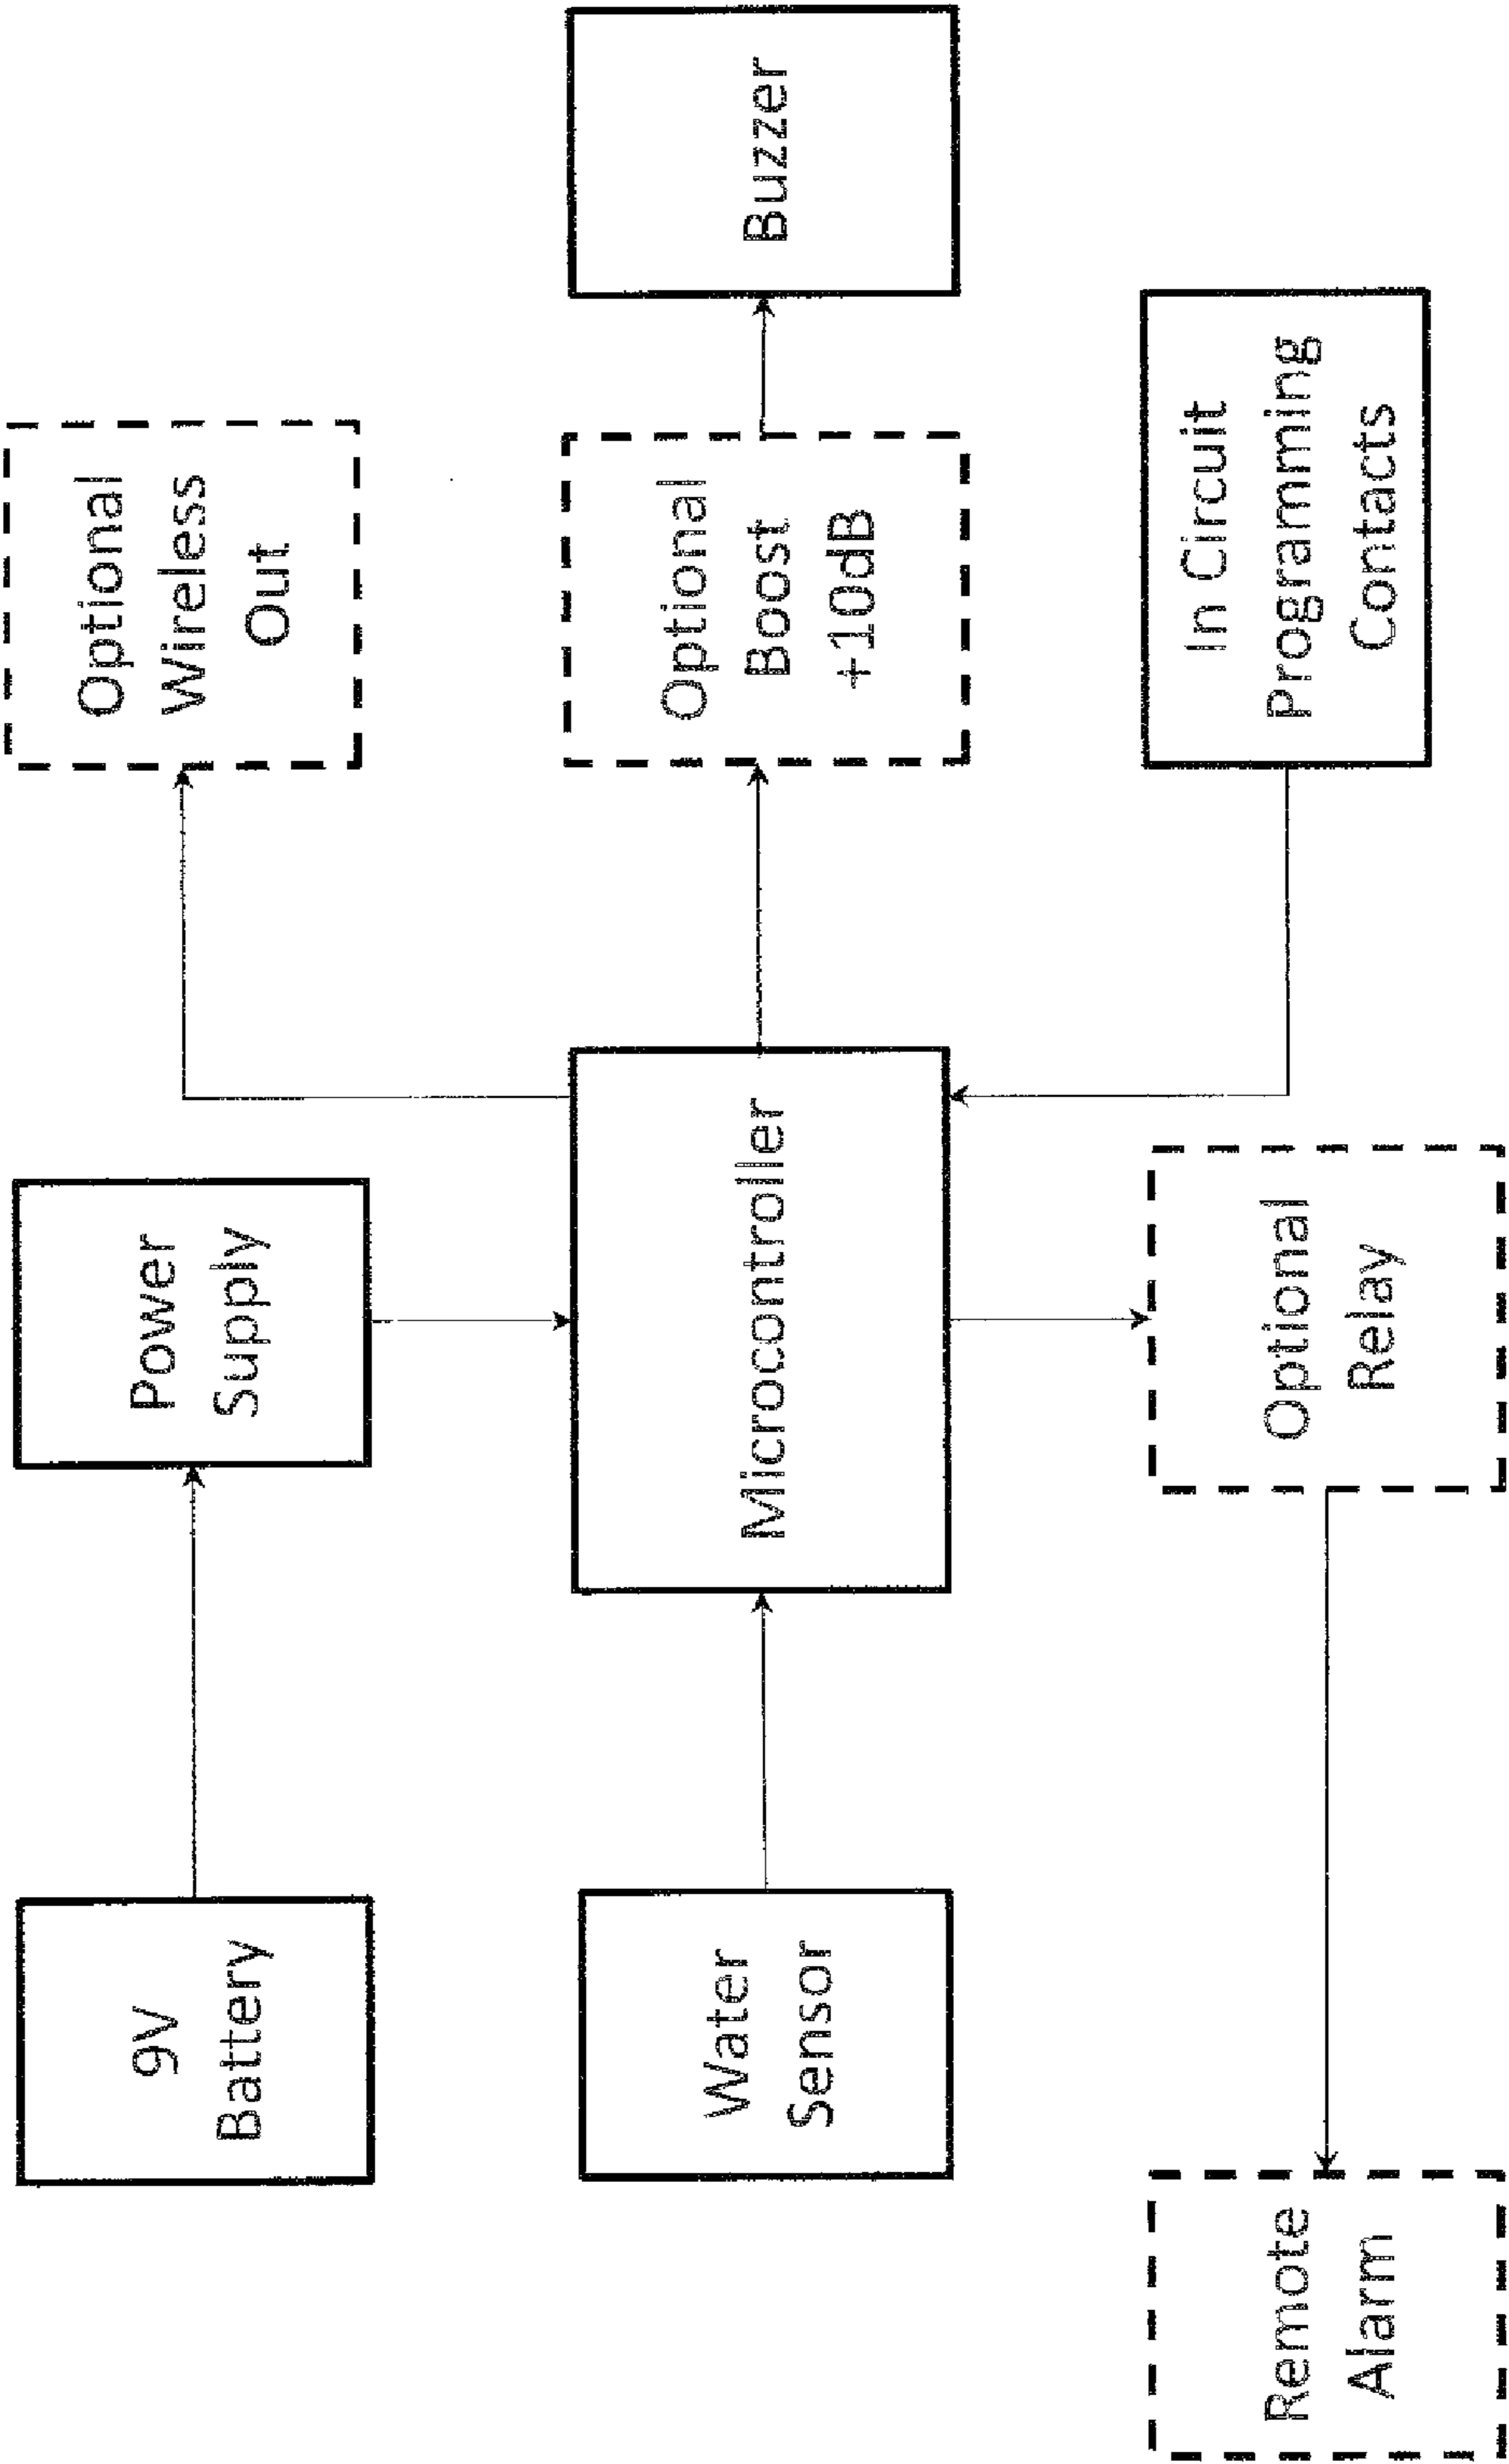 9V
Battery
Power
Supply
Optional
Wireless
Out
Water
Sensor
Microcontroller
Optional
Boost
+10dB
Buzzer
Remote
Alarm
Optional
Relay
In Circuit
Programming
Contacts